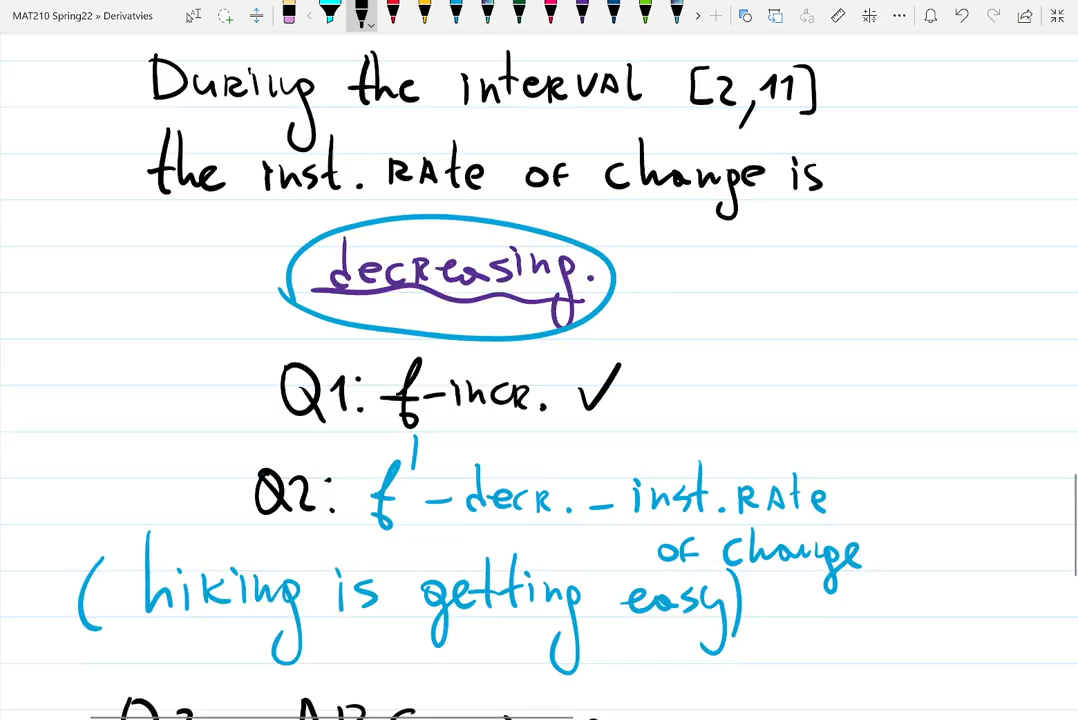 MAT210 Spring22 » Derivatvies
During the interval [2,11]
the inst. rate of change is
decreasing.
Q1: f-incr. ✓
Q2: f' - decr. - inst. rate
of change
(hiking is getting easy)